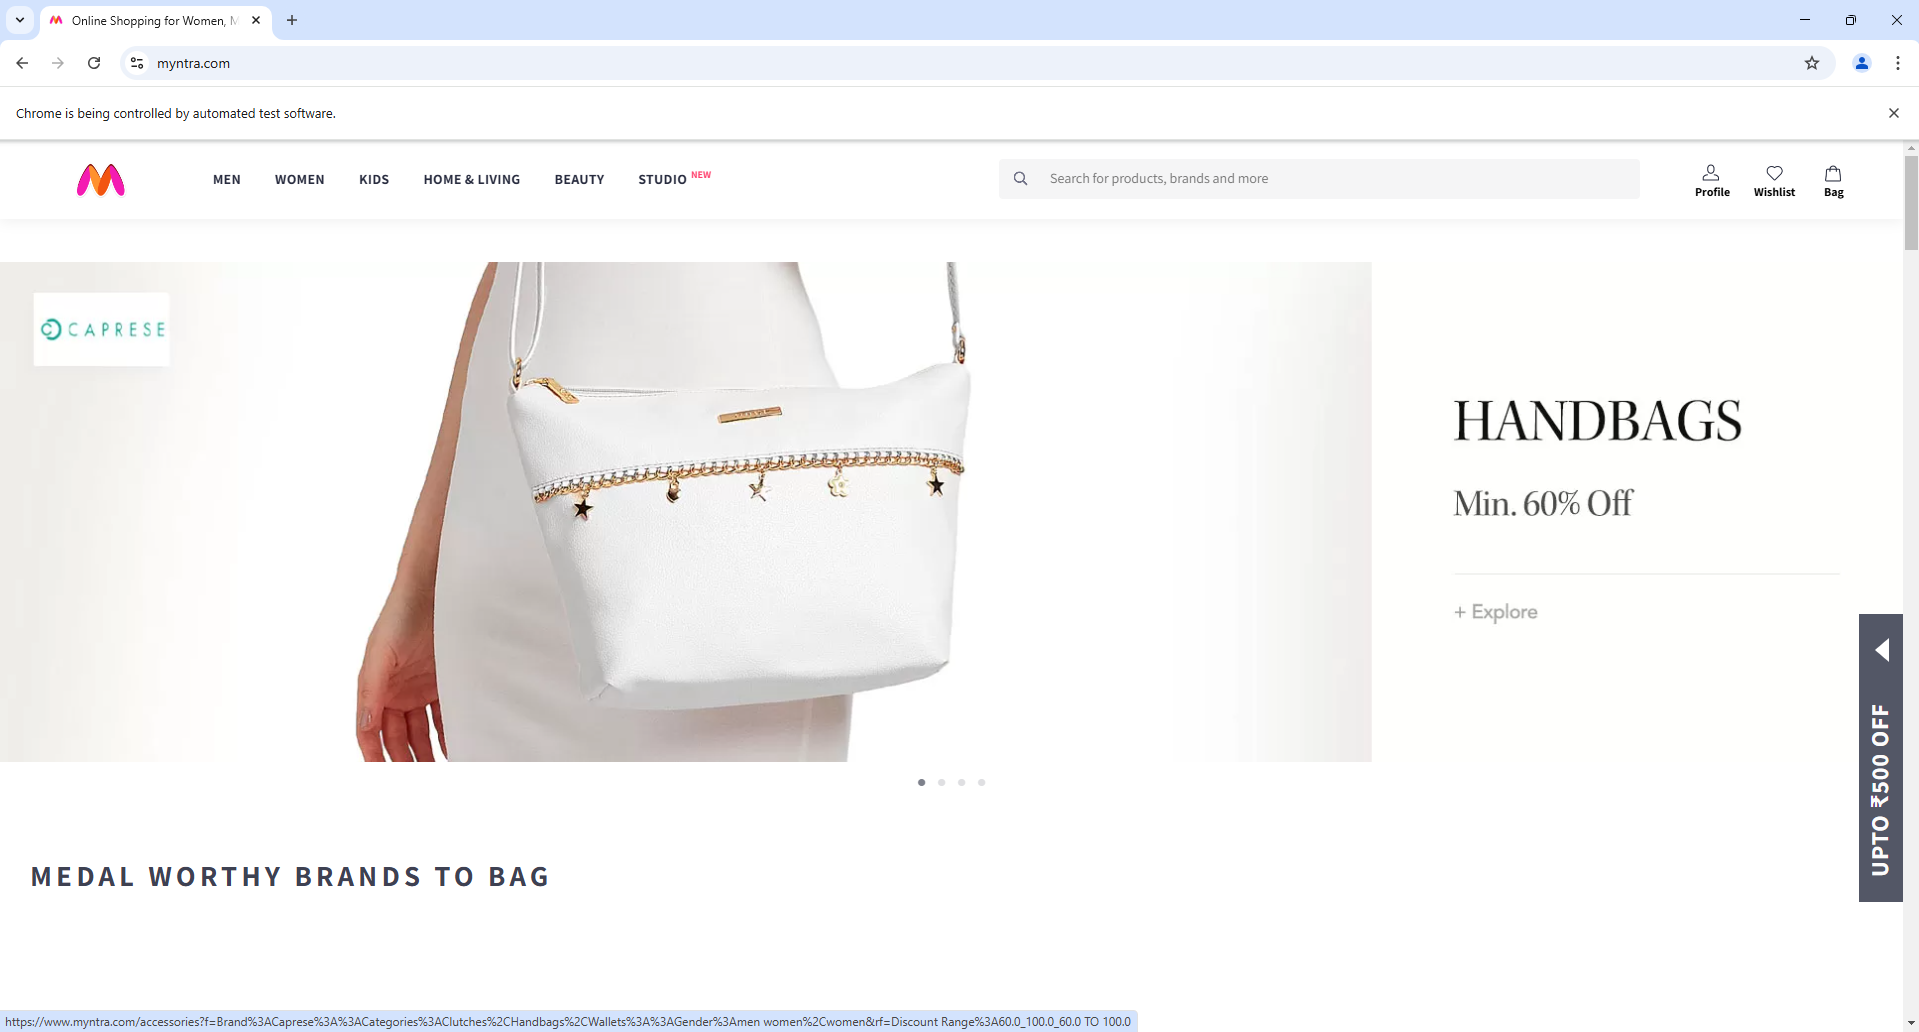 Online Shopping for Women, M
myntra.com
Chrome is being controlled by automated test software.
MEN WOMEN KIDS HOME & LIVING BEAUTY STUDIO NEW
Search for products, brands and more
Profile Wishlist Bag
CAPRESE
HANDBAGS
Min. 60% Off
+ Explore
UPTO ₹500 OFF
MEDAL WORTHY BRANDS TO BAG
https://www.myntra.com/accessories?f=Brand%3ACaprese%3A%3ACategories%3AClutches%2CHandbags%2CWallets%3A%3AGender%3Amen women%2Cwomen&rf=Discount Range%3A60.0_100.0_60.0 TO 100.0